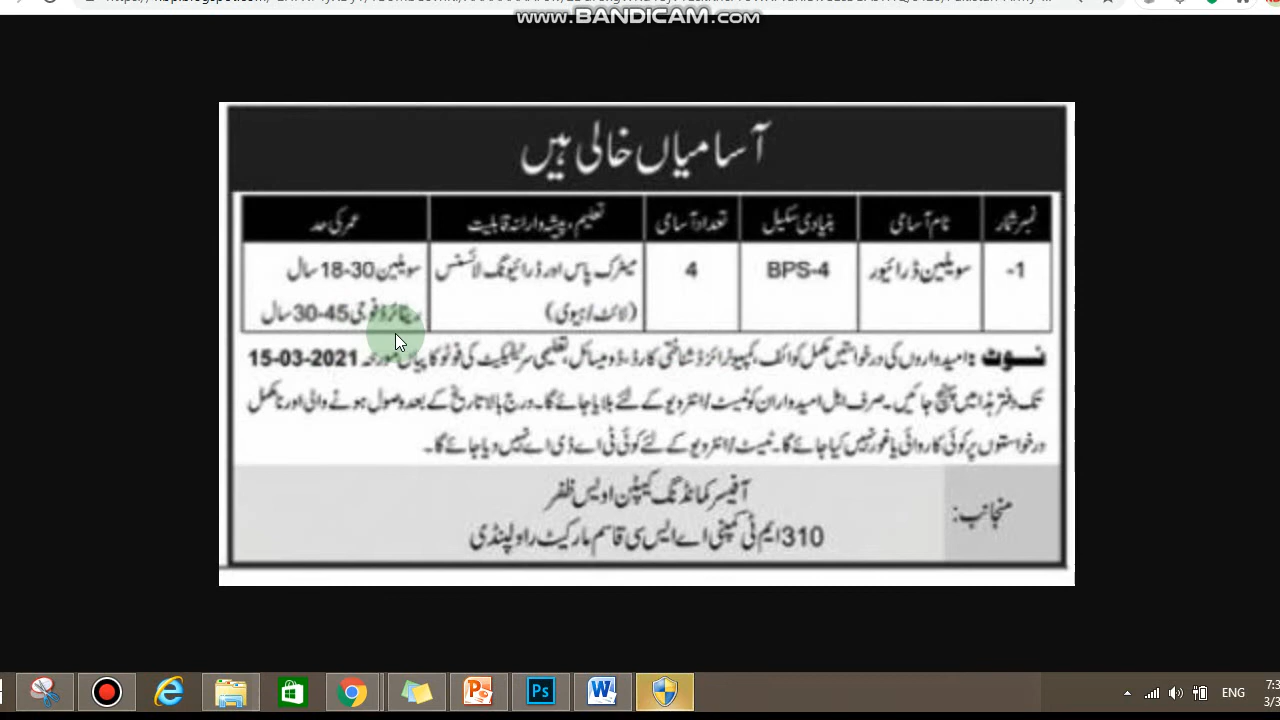 www.BANDICAM.com
آسامیاں خالی ہیں
نمبر شمار نام آسامی بنیادی سکیل تعداد آسامی تعلیم، پیشہ وارانہ قابلیت عمر کی حد
1- سویلین ڈرائیور BPS-4 4 میٹرک پاس اور ڈرائیونگ لائسنس سویلین 30-18 سال
(لائٹ/ہیوی) ریٹائرڈ فوجی 45-30 سال
نوٹ: امیدواروں کی درخواستیں مکمل کوائف، کمپیوٹرائزڈ شناختی کارڈ، ڈومیسائل، تعلیمی سرٹیفیکیٹ کی فوٹو کاپیاں مورخہ 15-03-2021
تک دفتر ہذا میں پہنچ جائیں۔ صرف اہل امیدواران کو ٹیسٹ/انٹرویو کے لئے بلایا جائے گا۔ درج بالا تاریخ کے بعد وصول ہونے والی اور نامکمل
درخواستوں پر کوئی کاروائی یا غور نہیں کیا جائے گا۔ ٹیسٹ/انٹرویو کے لئے کوئی ٹی اے ڈی اے نہیں دیا جائے گا۔
منجانب:
آفیسر کمانڈنگ کیپٹن اویس ظفر
310 ایم ٹی کمپنی اے ایس سی قاسم مارکیٹ راولپنڈی
ENG